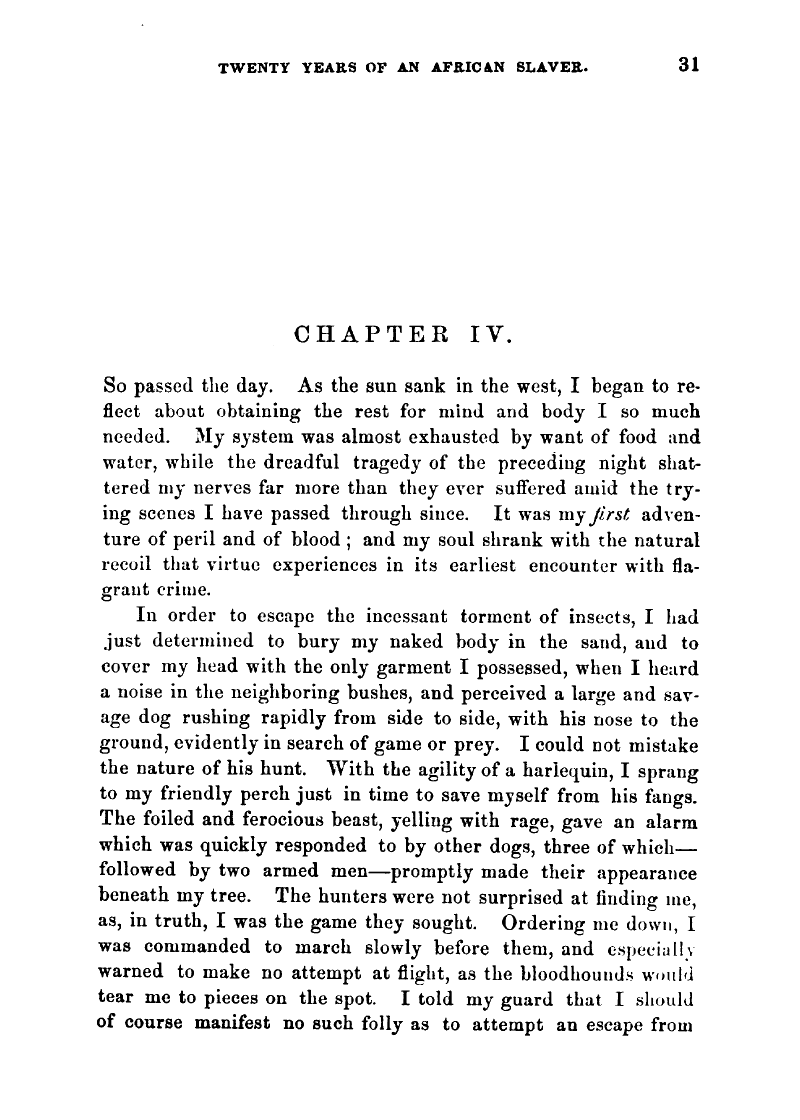 TWENTY YEARS OF AN AFRICAN SLAVER. 31
CHAPTER IV.
So passed the day. As the sun sank in the west, I began to re-
flect about obtaining the rest for mind and body I so much
needed. My system was almost exhausted by want of food and
water, while the dreadful tragedy of the preceding night shat-
tered my nerves far more than they ever suffered amid the try-
ing scenes I have passed through since. It was my first adven-
ture of peril and of blood ; and my soul shrank with the natural
recoil that virtue experiences in its earliest encounter with fla-
grant crime.
In order to escape the incessant torment of insects, I had
just determined to bury my naked body in the sand, and to
cover my head with the only garment I possessed, when I heard
a noise in the neighboring bushes, and perceived a large and sav-
age dog rushing rapidly from side to side, with his nose to the
ground, evidently in search of game or prey. I could not mistake
the nature of his hunt. With the agility of a harlequin, I sprang
to my friendly perch just in time to save myself from his fangs.
The foiled and ferocious beast, yelling with rage, gave an alarm
which was quickly responded to by other dogs, three of which—
followed by two armed men—promptly made their appearance
beneath my tree. The hunters were not surprised at finding me,
as, in truth, I was the game they sought. Ordering me down, I
was commanded to march slowly before them, and especially
warned to make no attempt at flight, as the bloodhounds would
tear me to pieces on the spot. I told my guard that I should
of course manifest no such folly as to attempt an escape from